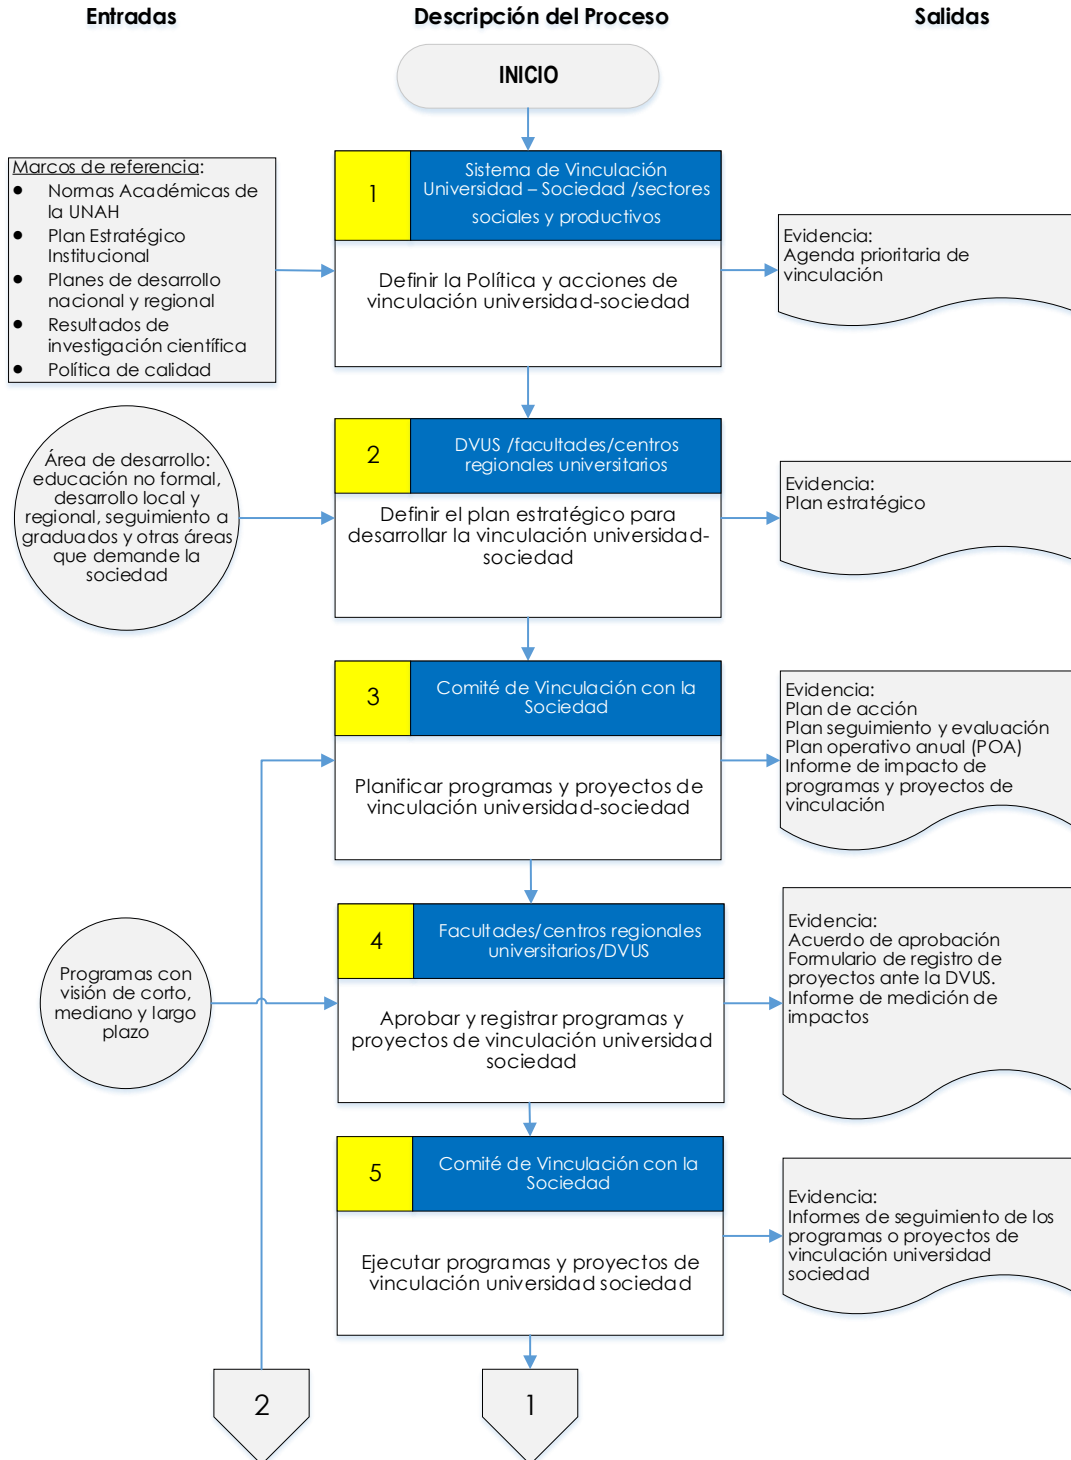 Entradas
Descripción del Proceso
Salidas
INICIO
Marcos de referencia:
● Normas Académicas de
la UNAH
● Plan Estratégico
Institucional
● Planes de desarrollo
nacional y regional
● Resultados de
investigación científica
● Política de calidad
1
Sistema de Vinculación
Universidad – Sociedad /sectores
sociales y productivos
Definir la Política y acciones de
vinculación universidad-sociedad
Evidencia:
Agenda prioritaria de
vinculación
Área de desarrollo:
educación no formal,
desarrollo local y
regional, seguimiento a
graduados y otras áreas
que demande la
sociedad
2
DVUS /facultades/centros
regionales universitarios
Definir el plan estratégico para
desarrollar la vinculación universidad-
sociedad
Evidencia:
Plan estratégico
3
Comité de Vinculación con la
Sociedad
Planificar programas y proyectos de
vinculación universidad-sociedad
Evidencia:
Plan de acción
Plan seguimiento y evaluación
Plan operativo anual (POA)
Informe de impacto de
programas y proyectos de
vinculación
Programas con
visión de corto,
mediano y largo
plazo
4
Facultades/centros regionales
universitarios/DVUS
Aprobar y registrar programas y
proyectos de vinculación universidad
sociedad
Evidencia:
Acuerdo de aprobación
Formulario de registro de
proyectos ante la DVUS.
Informe de medición de
impactos
5
Comité de Vinculación con la
Sociedad
Ejecutar programas y proyectos de
vinculación universidad sociedad
Evidencia:
Informes de seguimiento de los
programas o proyectos de
vinculación universidad
sociedad
2
1